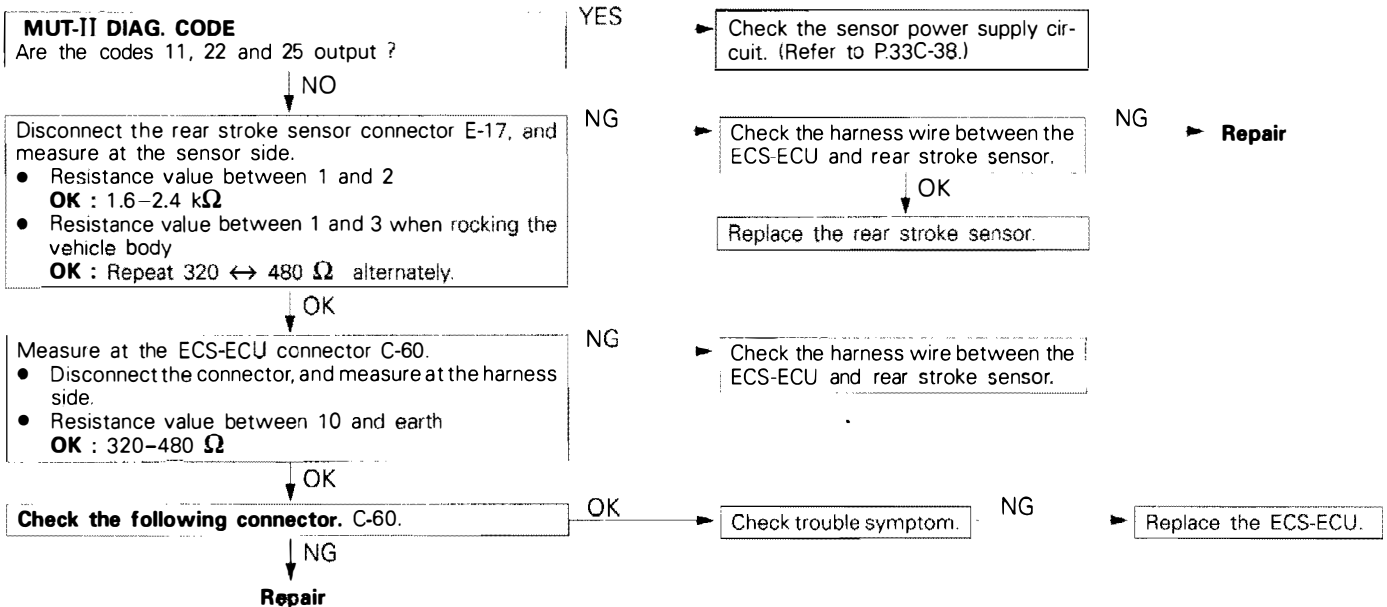 MUT-II DIAG. CODE
Are the codes 11, 22 and 25 output ?
YES
Check the sensor power supply cir-
cuit. (Refer to P.33C-38.)
NO
Disconnect the rear stroke sensor connector E-17, and
measure at the sensor side.
● Resistance value between 1 and 2
OK : 1.6–2.4 kΩ
● Resistance value between 1 and 3 when rocking the
vehicle body
OK : Repeat 320 ↔ 480 Ω alternately.
NG
Check the harness wire between the
ECS-ECU and rear stroke sensor.
NG
Repair
OK
Replace the rear stroke sensor.
OK
Measure at the ECS-ECU connector C-60.
● Disconnect the connector, and measure at the harness
side.
● Resistance value between 10 and earth
OK : 320–480 Ω
NG
Check the harness wire between the
ECS-ECU and rear stroke sensor.
OK
Check the following connector. C-60.
OK
Check trouble symptom.
NG
Replace the ECS-ECU.
NG
Repair